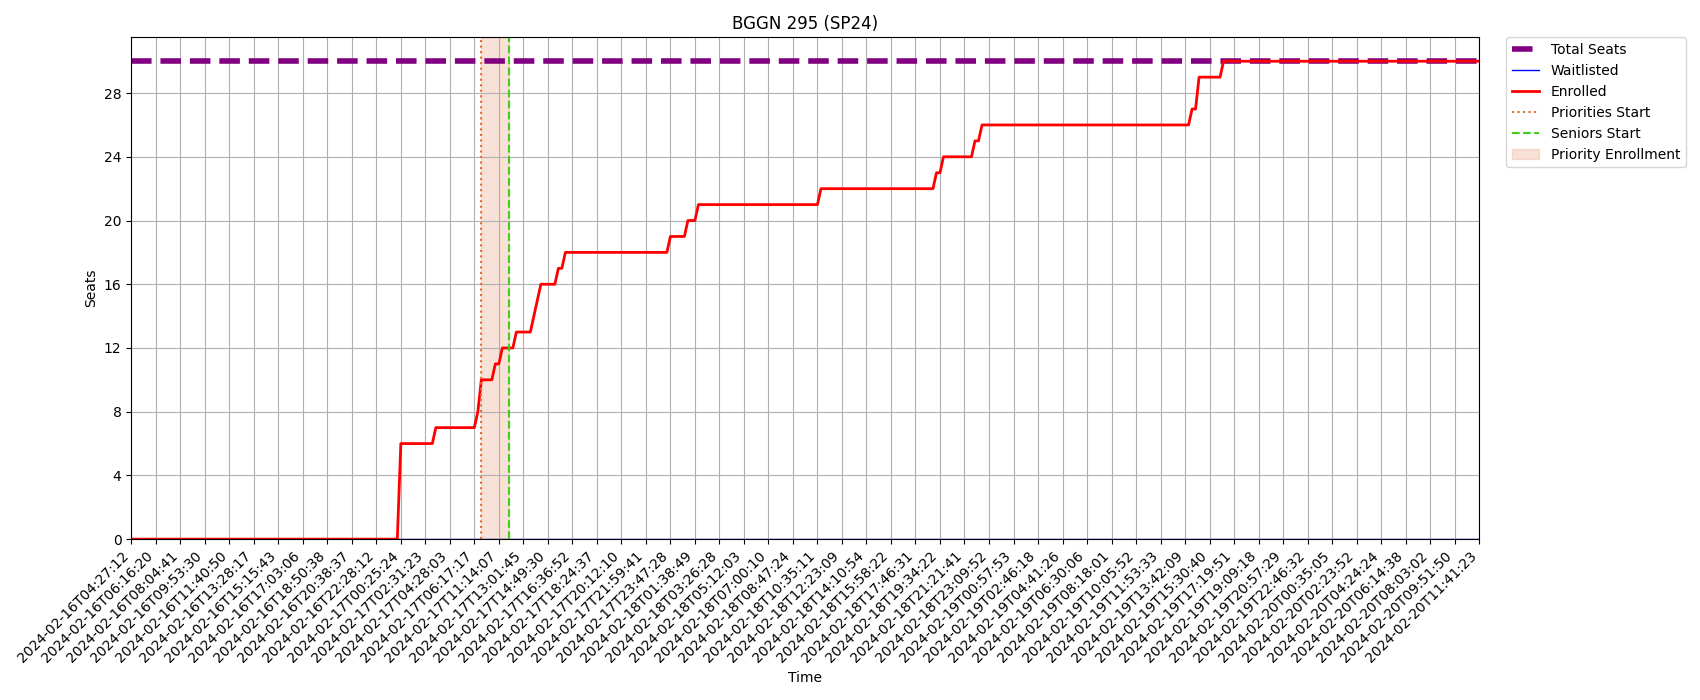 BGGN 295 (SP24)
Total Seats
Waitlisted
Enrolled
Priorities Start
Seniors Start
Priority Enrollment
Seats
28
24
20
16
12
8
4
0
2024-02-16T04:27:12
2024-02-16T06:16:20
2024-02-16T08:04:41
2024-02-16T09:53:30
2024-02-16T11:40:50
2024-02-16T13:28:17
2024-02-16T15:15:43
2024-02-16T17:03:06
2024-02-16T18:50:38
2024-02-16T20:38:37
2024-02-16T22:28:12
2024-02-17T00:25:24
2024-02-17T02:31:23
2024-02-17T04:28:03
2024-02-17T06:17:17
2024-02-17T11:14:07
2024-02-17T13:01:45
2024-02-17T14:49:30
2024-02-17T16:36:52
2024-02-17T18:24:37
2024-02-17T20:12:10
2024-02-17T21:59:41
2024-02-17T23:47:28
2024-02-18T01:38:49
2024-02-18T03:26:28
2024-02-18T05:12:03
2024-02-18T07:00:10
2024-02-18T08:47:24
2024-02-18T10:35:11
2024-02-18T12:23:09
2024-02-18T14:10:54
2024-02-18T15:58:22
2024-02-18T17:46:31
2024-02-18T19:34:22
2024-02-18T21:21:41
2024-02-18T23:09:52
2024-02-19T00:57:53
2024-02-19T02:46:18
2024-02-19T04:41:26
2024-02-19T06:30:06
2024-02-19T08:18:01
2024-02-19T10:05:52
2024-02-19T11:53:33
2024-02-19T13:42:09
2024-02-19T15:30:40
2024-02-19T17:19:51
2024-02-19T19:09:18
2024-02-19T20:57:29
2024-02-19T22:46:32
2024-02-20T00:35:05
2024-02-20T02:23:52
2024-02-20T04:24:24
2024-02-20T06:14:38
2024-02-20T08:03:02
2024-02-20T09:51:50
2024-02-20T11:41:23
Time